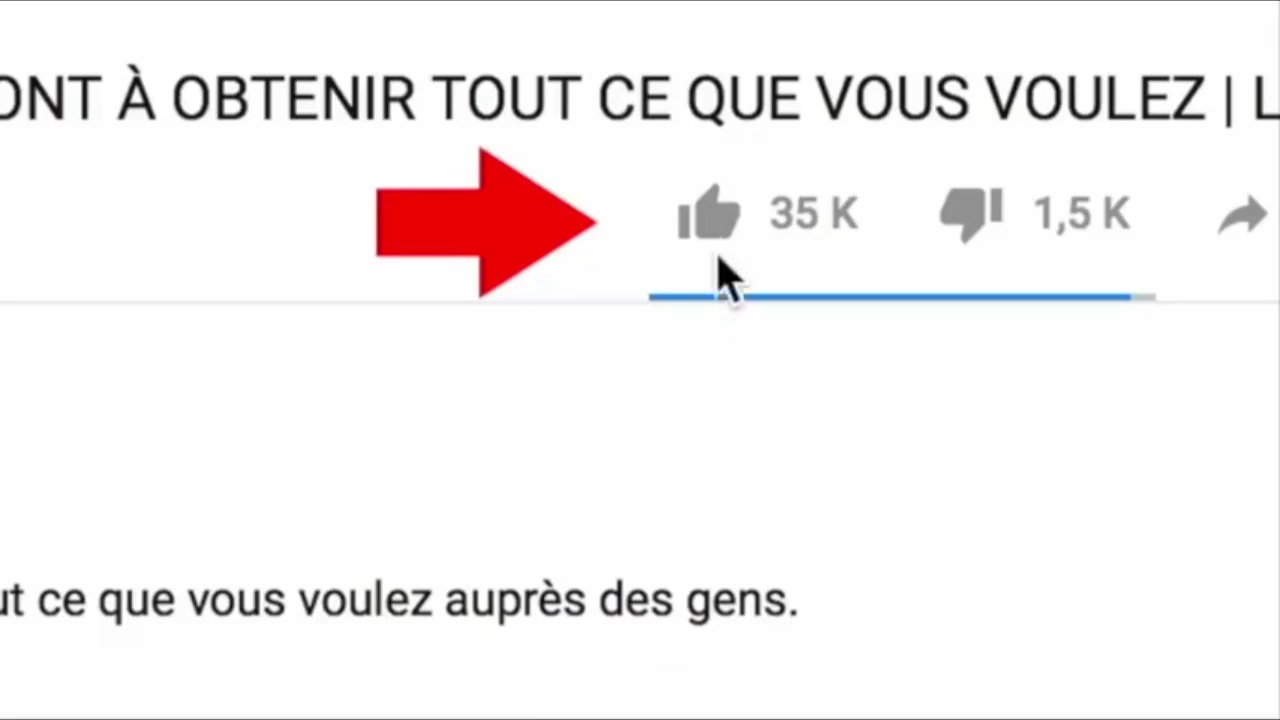 ONT À OBTENIR TOUT CE QUE VOUS VOULEZ | L
35 K 1,5 K
ut ce que vous voulez auprès des gens.